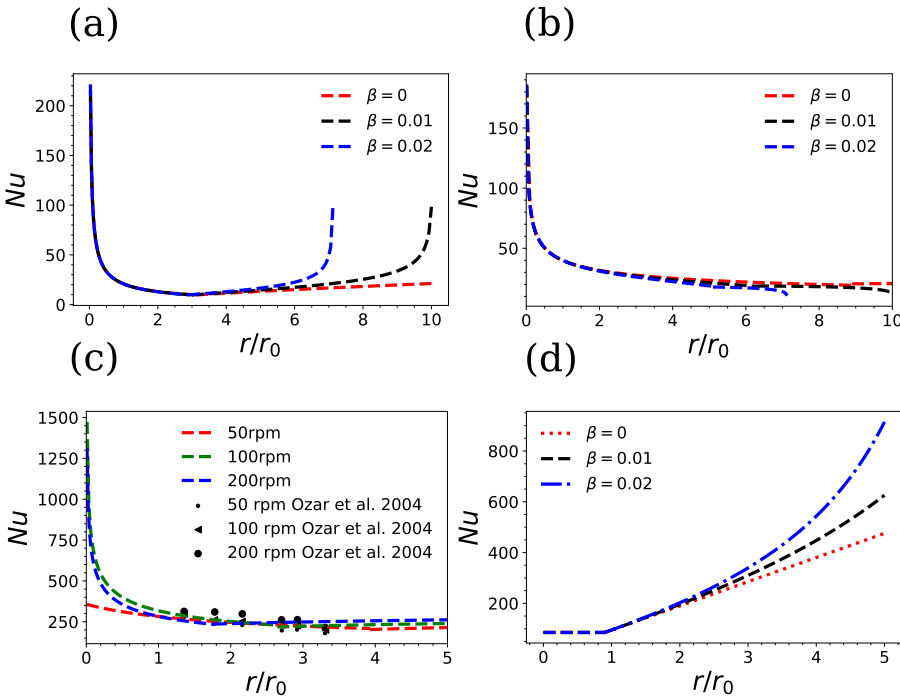 (a)
Nu
200
150
100
50
0
0 2 4 6 8 10
r/r₀
β = 0
β = 0.01
β = 0.02
(b)
Nu
150
100
50
0 2 4 6 8 10
r/r₀
β = 0
β = 0.01
β = 0.02
(c)
Nu
1500
1250
1000
750
500
250
0 1 2 3 4 5
r/r₀
50rpm
100rpm
200rpm
50 rpm Ozar et al. 2004
100 rpm Ozar et al. 2004
200 rpm Ozar et al. 2004
(d)
Nu
800
600
400
200
0 1 2 3 4 5
r/r₀
β = 0
β = 0.01
β = 0.02